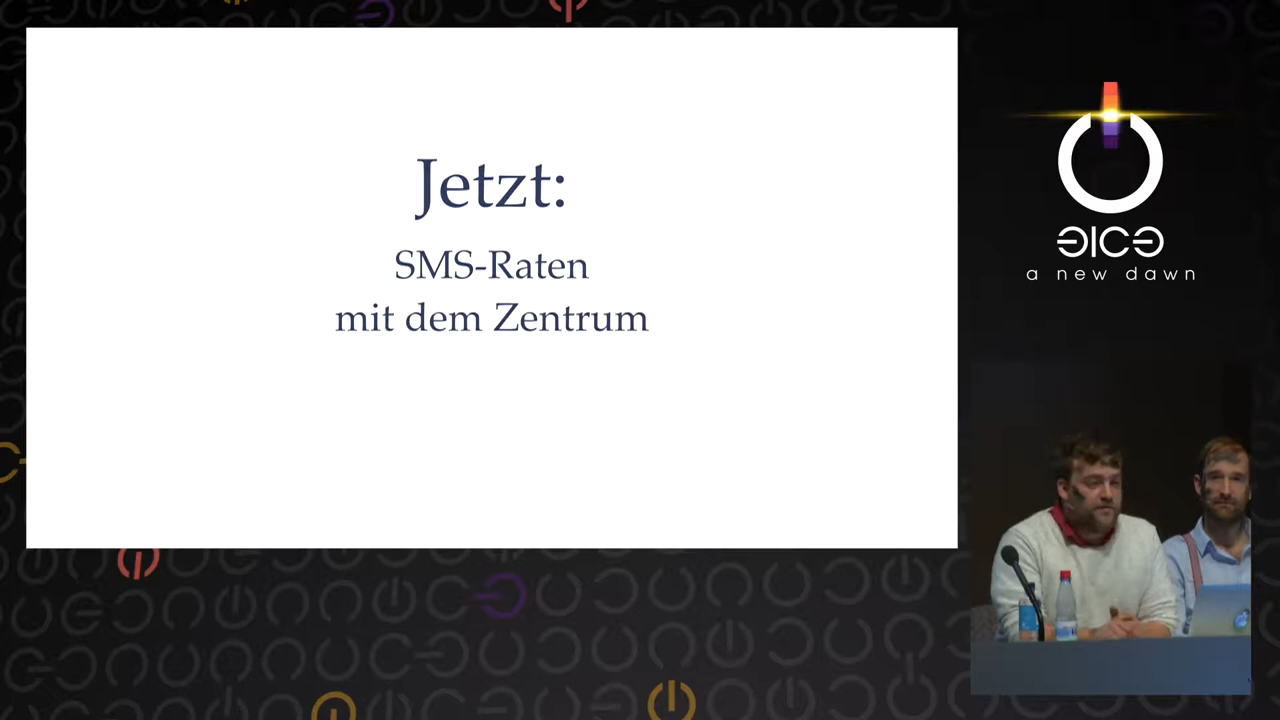 Jetzt:
SMS-Raten
mit dem Zentrum
a new dawn